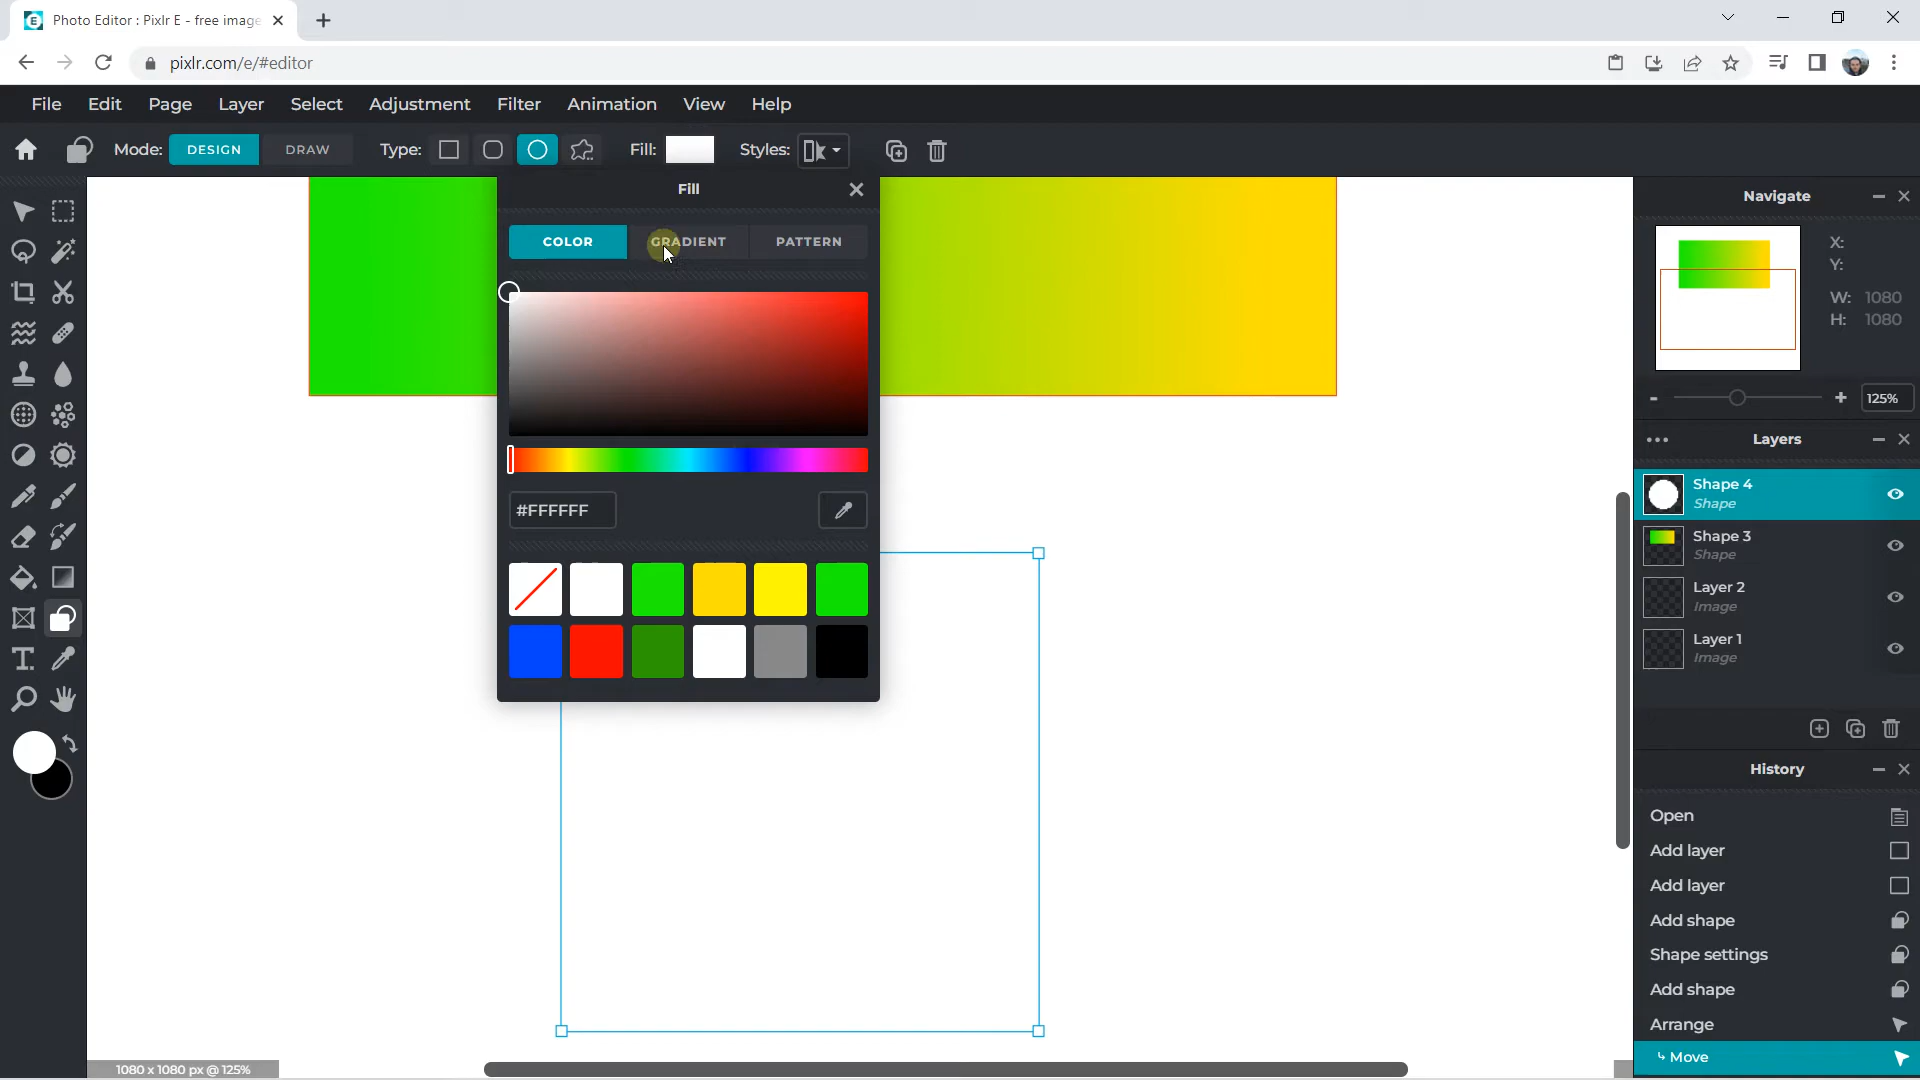 Photo Editor : Pixlr E - free image
pixlr.com/e/#editor
File Edit Page Layer Select Adjustment Filter Animation View Help
Mode: DESIGN DRAW Type: Fill: Styles:
Fill
COLOR GRADIENT PATTERN
#FFFFFF
Navigate
X:
Y:
W: 1080
H: 1080
125%
Layers
Shape 4
Shape
Shape 3
Shape
Layer 2
Image
Layer 1
Image
History
Open
Add layer
Add layer
Add shape
Shape settings
Add shape
Arrange
Move
1080 x 1080 px @ 125%